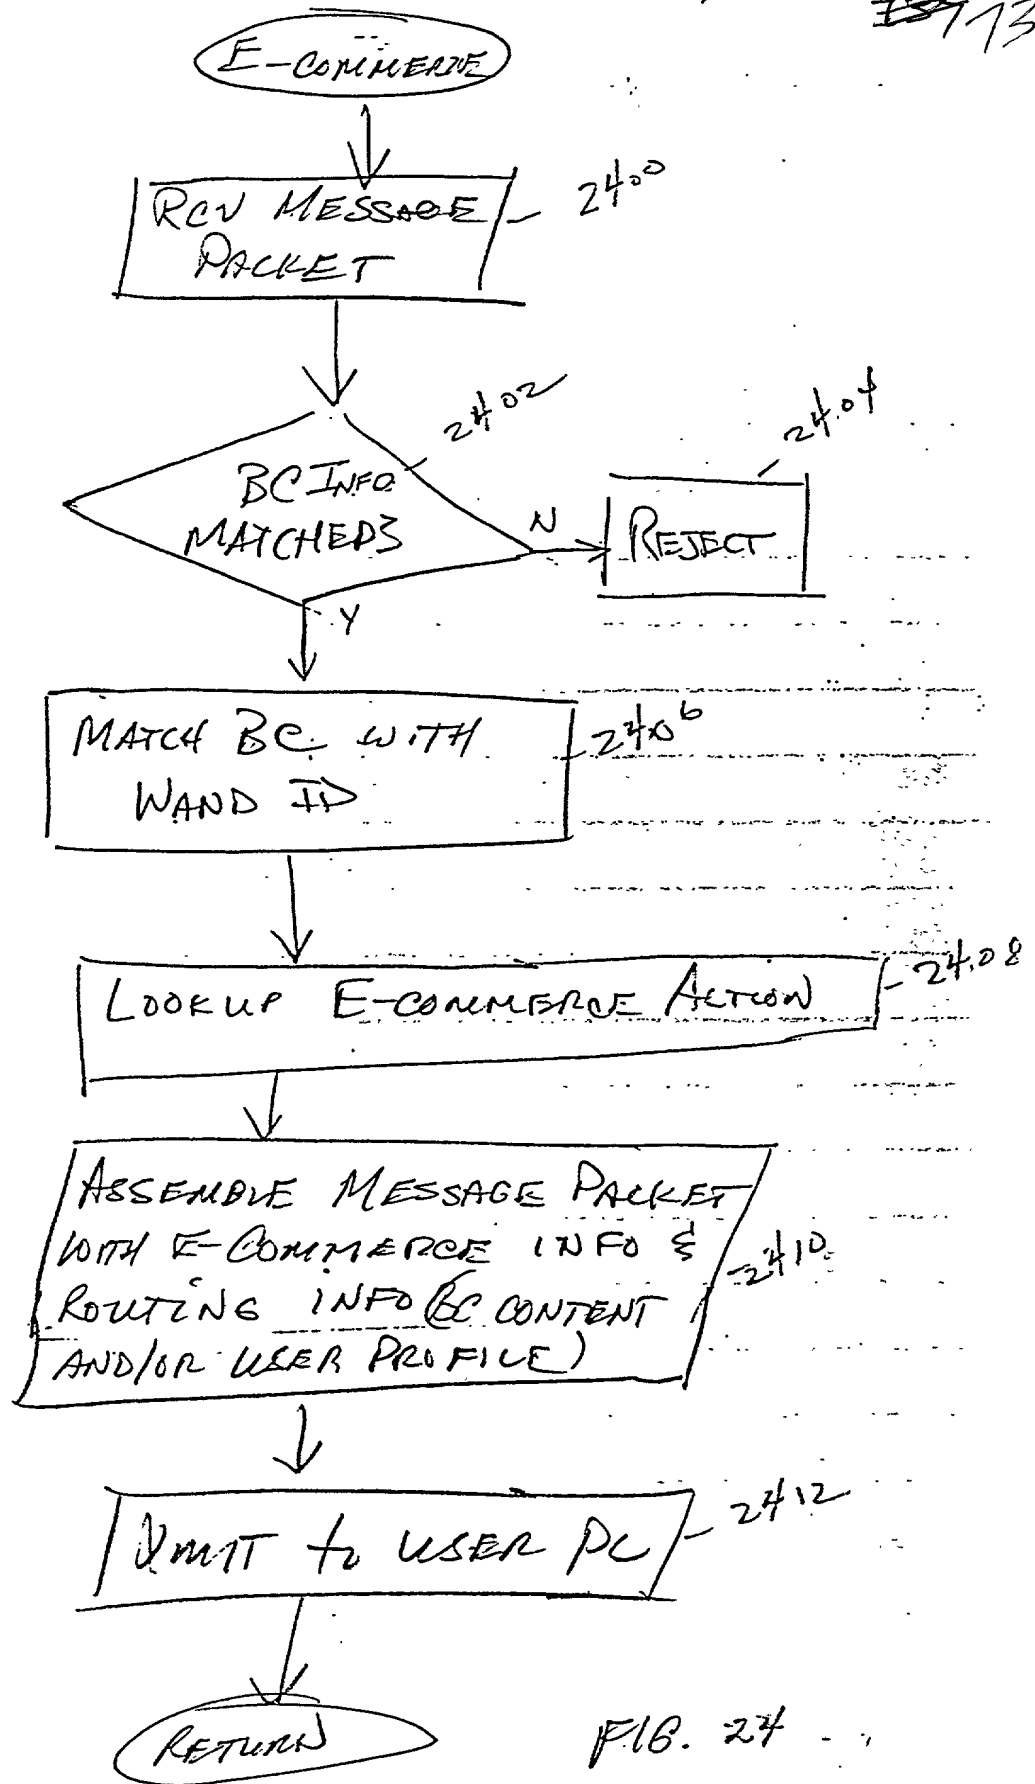 E-COMMERCE
RCV MESSAGE
PACKET
2400
2402
BC INFO
MATCHED?
N
2404
REJECT
Y
MATCH BC WITH
WAND ID
2406
LOOKUP E-COMMERCE ACTION
2408
ASSEMBLE MESSAGE PACKET
WITH E-COMMERCE INFO &
ROUTING INFO (BC CONTENT
AND/OR USER PROFILE)
2410
XMIT to USER PC
2412
RETURN
FIG. 24